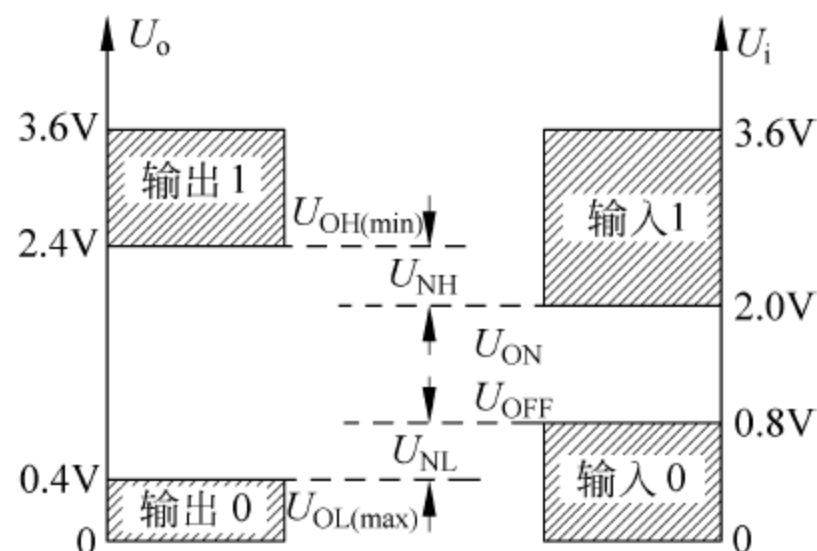 Uo
Ui
3.6V
3.6V
输出 1
输入1
UOH(min)
2.4V
UNH
2.0V
UON
UOFF
0.8V
UNL
0.4V
输入 0
输出 0
UOL(max)
0
0